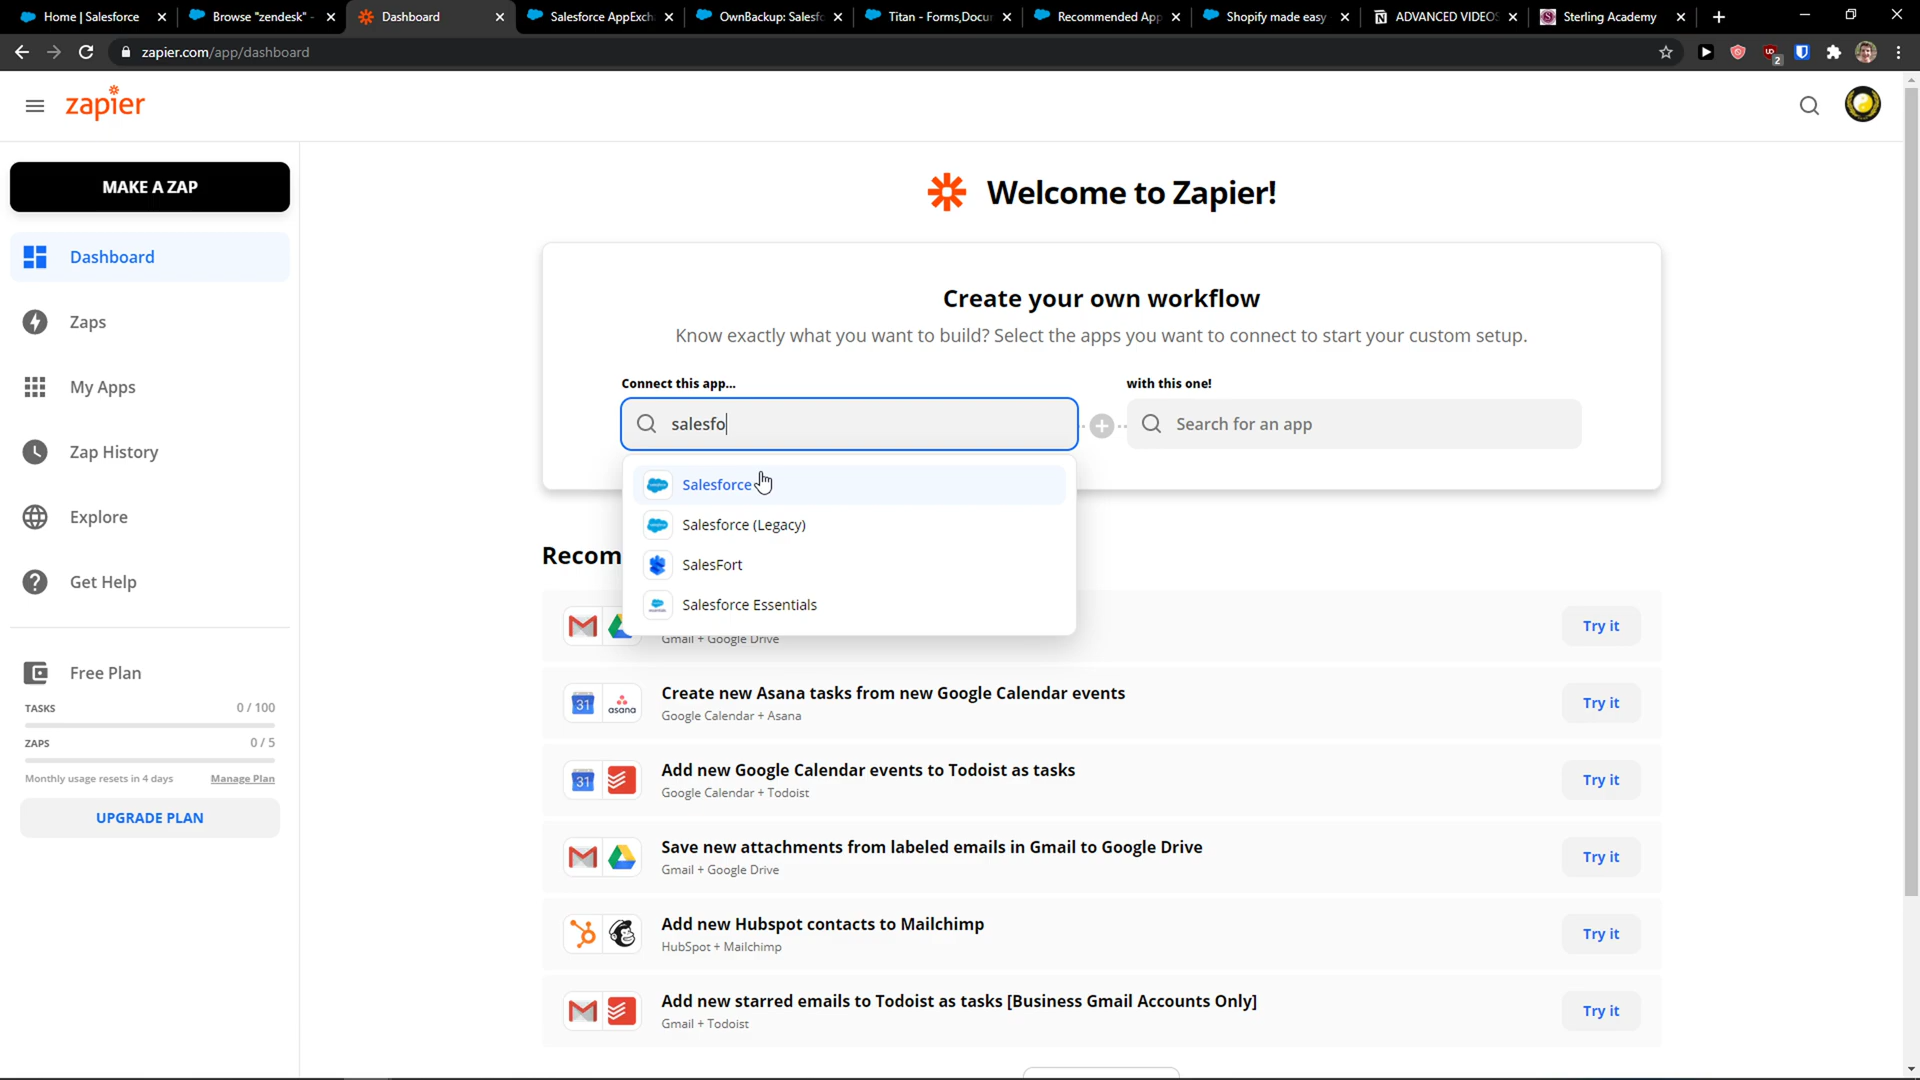 Home | Salesforce
Browse "zendesk" -
Dashboard
Salesforce AppExch
OwnBackup: Salesfo
Titan - Forms,Docu
Recommended App
Shopify made easy
ADVANCED VIDEOS
Sterling Academy
zapier.com/app/dashboard
2
zapier
MAKE A ZAP
Dashboard
Zaps
My Apps
Zap History
Explore
Get Help
Free Plan
TASKS 0 / 100
ZAPS 0 / 5
Monthly usage resets in 4 days Manage Plan
UPGRADE PLAN
Welcome to Zapier!
Create your own workflow
Know exactly what you want to build? Select the apps you want to connect to start your custom setup.
Connect this app...
with this one!
salesfo
Search for an app
Salesforce
Salesforce (Legacy)
SalesFort
Salesforce Essentials
Recom
Gmail + Google Drive
Try it
Create new Asana tasks from new Google Calendar events
Google Calendar + Asana
Try it
Add new Google Calendar events to Todoist as tasks
Google Calendar + Todoist
Try it
Save new attachments from labeled emails in Gmail to Google Drive
Gmail + Google Drive
Try it
Add new Hubspot contacts to Mailchimp
HubSpot + Mailchimp
Try it
Add new starred emails to Todoist as tasks [Business Gmail Accounts Only]
Gmail + Todoist
Try it